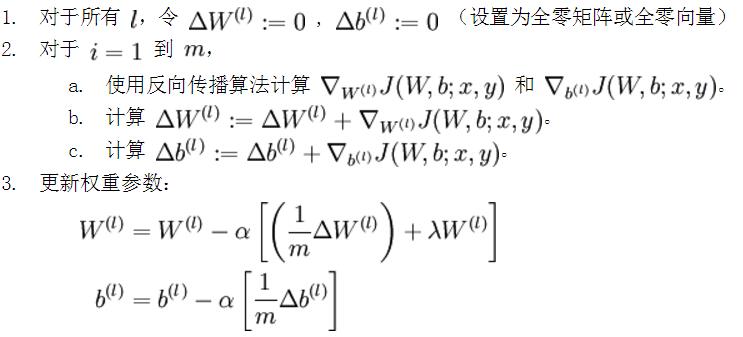 1. 对于所有 l，令 ΔW^(l) := 0 ，Δb^(l) := 0 （设置为全零矩阵或全零向量）
2. 对于 i = 1 到 m，
a. 使用反向传播算法计算 ∇_{W^(l)} J(W, b; x, y) 和 ∇_{b^(l)} J(W, b; x, y)。
b. 计算 ΔW^(l) := ΔW^(l) + ∇_{W^(l)} J(W, b; x, y)。
c. 计算 Δb^(l) := Δb^(l) + ∇_{b^(l)} J(W, b; x, y)。
3. 更新权重参数：
W^(l) = W^(l) − α [ ( 1/m ΔW^(l) ) + λW^(l) ]
b^(l) = b^(l) − α [ 1/m Δb^(l) ]